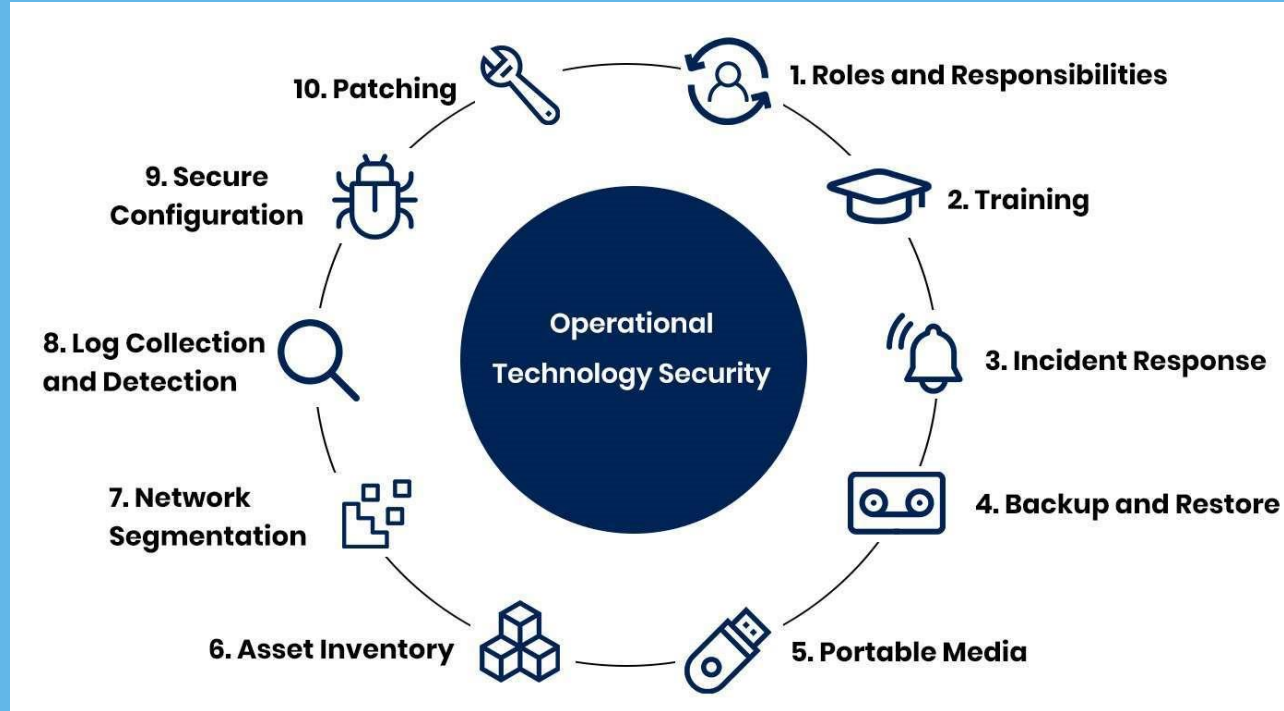 Operational
Technology Security
1. Roles and Responsibilities
2. Training
3. Incident Response
4. Backup and Restore
5. Portable Media
6. Asset Inventory
7. Network
Segmentation
8. Log Collection
and Detection
9. Secure
Configuration
10. Patching